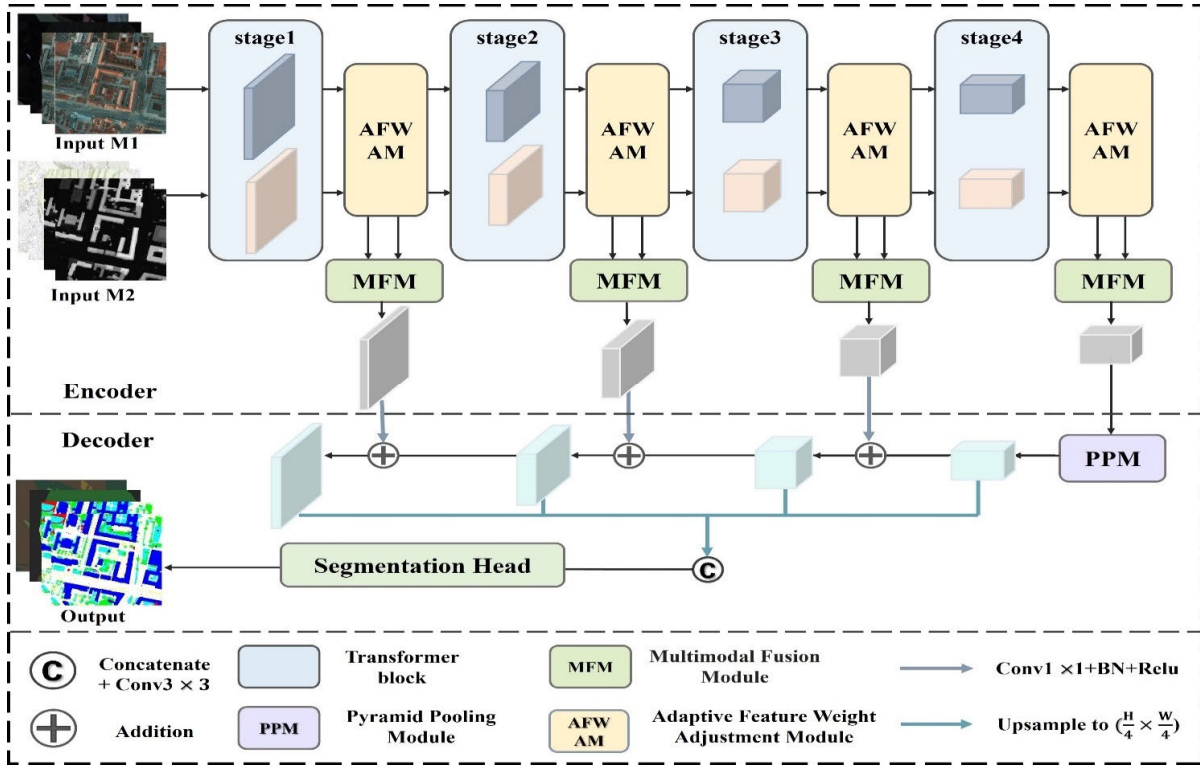 stage1
stage2
stage3
stage4
Input M1
AFW
AM
AFW
AM
AFW
AM
AFW
AM
Input M2
MFM
MFM
MFM
MFM
Encoder
Decoder
PPM
Segmentation Head
C
Output
C
Concatenate
+ Conv3 × 3
Transformer
block
MFM
Multimodal Fusion
Module
Conv1 ×1+BN+Relu
Addition
PPM
Pyramid Pooling
Module
AFW
AM
Adaptive Feature Weight
Adjustment Module
Upsample to (H/4 × W/4)